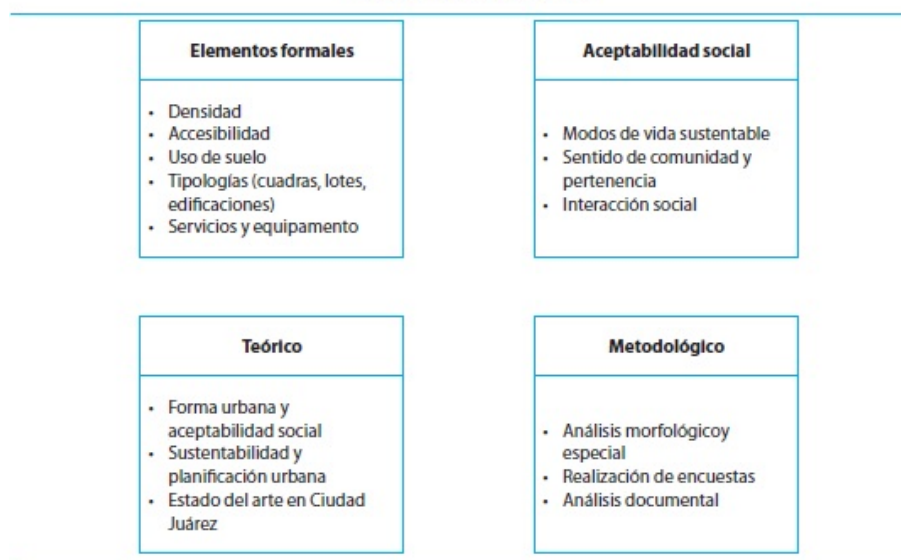 Elementos formales
• Densidad
• Accesibilidad
• Uso de suelo
• Tipologías (cuadras, lotes,
edificaciones)
• Servicios y equipamento
Aceptabilidad social
• Modos de vida sustentable
• Sentido de comunidad y
pertenencia
• Interacción social
Teórico
• Forma urbana y
aceptabilidad social
• Sustentabilidad y
planificación urbana
• Estado del arte en Ciudad
Juárez
Metodológico
• Análisis morfológicoy
especial
• Realización de encuestas
• Análisis documental